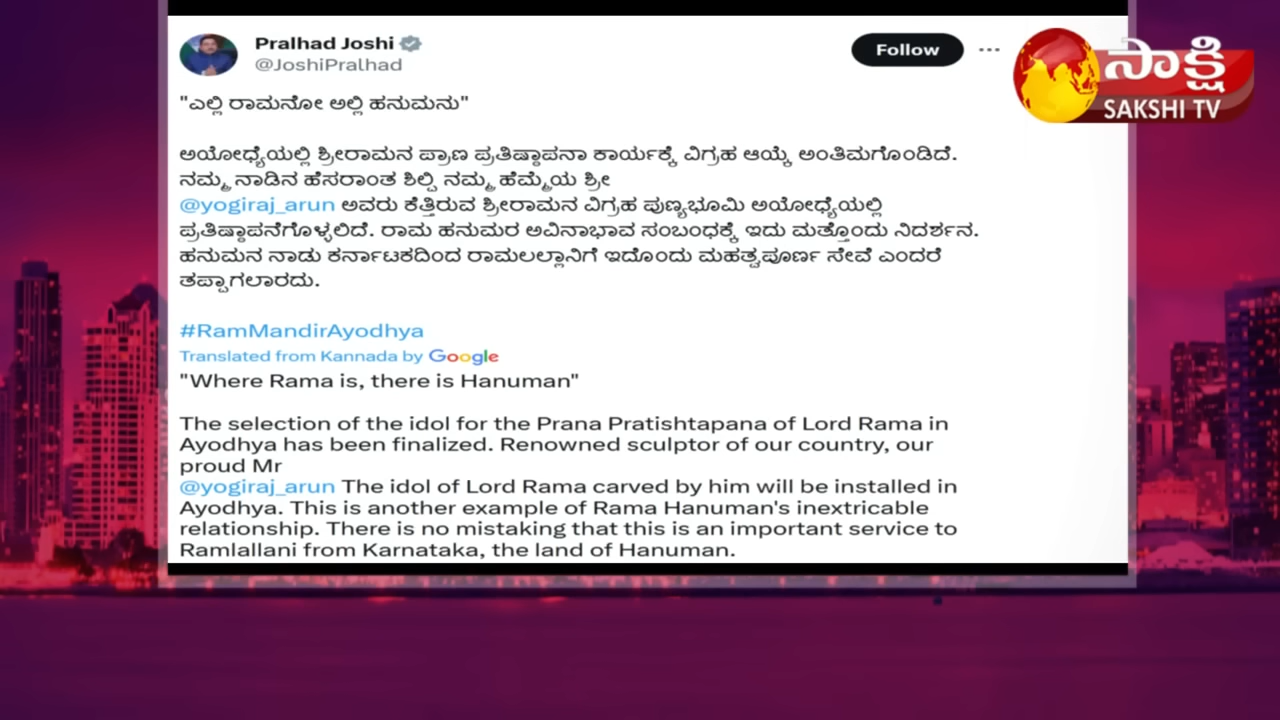 Pralhad Joshi
@JoshiPralhad
Follow
సాక్షి
SAKSHI TV
"ಎಲ್ಲಿ ರಾಮನೋ ಅಲ್ಲಿ ಹನುಮನು"
ಅಯೋಧ್ಯೆಯಲ್ಲಿ ಶ್ರೀರಾಮನ ಪ್ರಾಣ ಪ್ರತಿಷ್ಠಾಪನಾ ಕಾರ್ಯಕ್ಕೆ ವಿಗ್ರಹ ಆಯ್ಕೆ ಅಂತಿಮಗೊಂಡಿದೆ.
ನಮ್ಮ ನಾಡಿನ ಹೆಸರಾಂತ ಶಿಲ್ಪಿ ನಮ್ಮ ಹೆಮ್ಮೆಯ ಶ್ರೀ
@yogiraj_arun ಅವರು ಕೆತ್ತಿರುವ ಶ್ರೀರಾಮನ ವಿಗ್ರಹ ಪುಣ್ಯಭೂಮಿ ಅಯೋಧ್ಯೆಯಲ್ಲಿ
ಪ್ರತಿಷ್ಠಾಪನೆಗೊಳ್ಳಲಿದೆ. ರಾಮ ಹನುಮರ ಅವಿನಾಭಾವ ಸಂಬಂಧಕ್ಕೆ ಇದು ಮತ್ತೊಂದು ನಿದರ್ಶನ.
ಹನುಮನ ನಾಡು ಕರ್ನಾಟಕದಿಂದ ರಾಮಲಲ್ಲಾನಿಗೆ ಇದೊಂದು ಮಹತ್ವಪೂರ್ಣ ಸೇವೆ ಎಂದರೆ
ತಪ್ಪಾಗಲಾರದು.
#RamMandirAyodhya
Translated from Kannada by Google
"Where Rama is, there is Hanuman"
The selection of the idol for the Prana Pratishtapana of Lord Rama in
Ayodhya has been finalized. Renowned sculptor of our country, our
proud Mr
@yogiraj_arun The idol of Lord Rama carved by him will be installed in
Ayodhya. This is another example of Rama Hanuman's inextricable
relationship. There is no mistaking that this is an important service to
Ramlallani from Karnataka, the land of Hanuman.